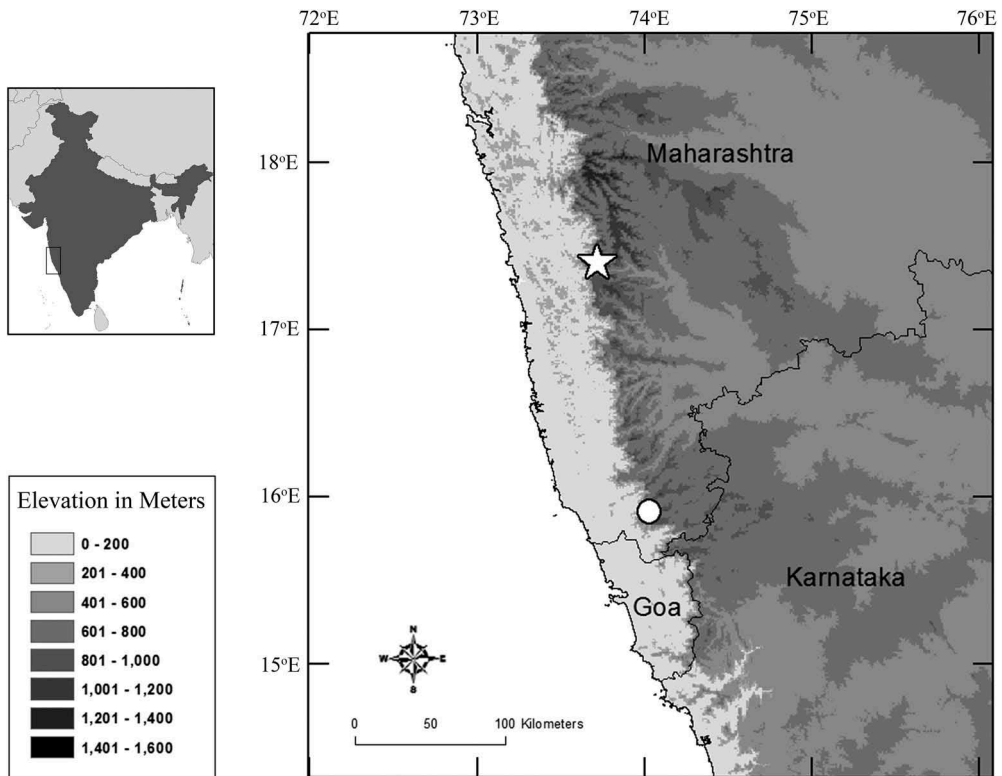 72°E 73°E 74°E 75°E 76°E
18°E
Maharashtra
17°E
16°E
Elevation in Meters
0 - 200
201 - 400
401 - 600
601 - 800
801 - 1,000
1,001 - 1,200
1,201 - 1,400
1,401 - 1,600
Karnataka
Goa
15°E
N
W E
S
0 50 100 Kilometers